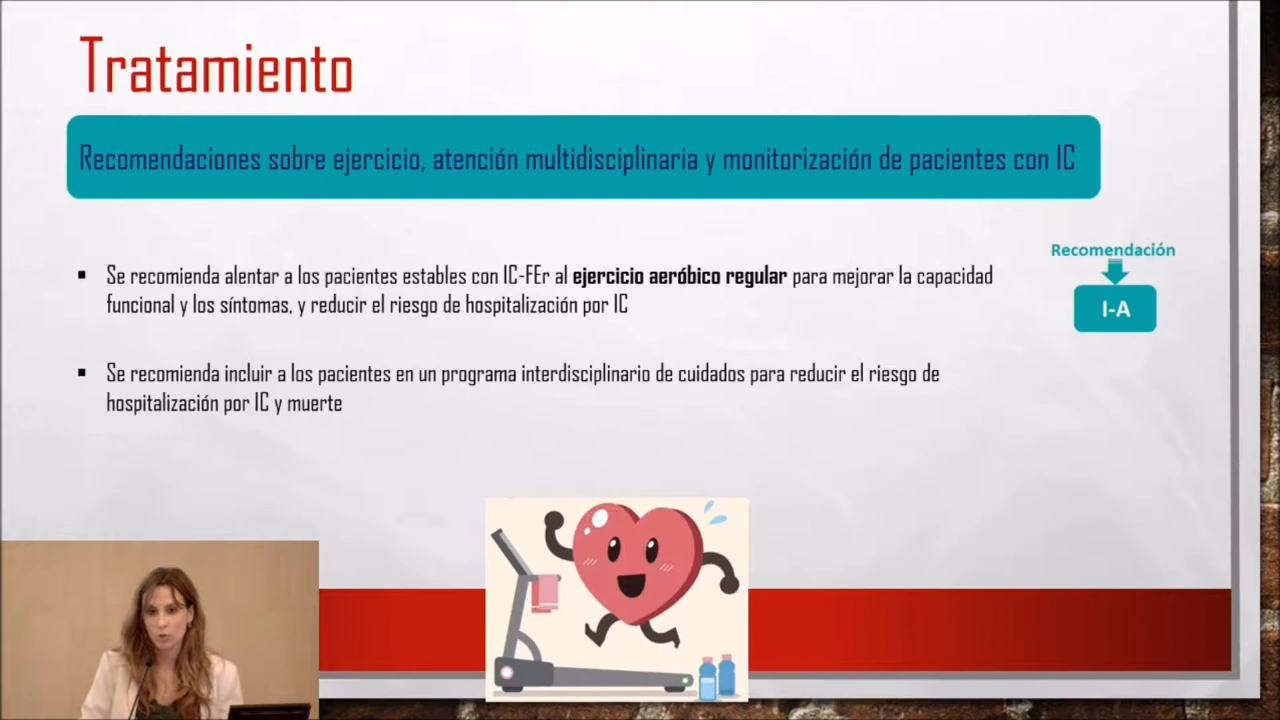 Tratamiento
Recomendaciones sobre ejercicio, atención multidisciplinaria y monitorización de pacientes con IC
▪ Se recomienda alentar a los pacientes estables con IC-FEr al ejercicio aeróbico regular para mejorar la capacidad
funcional y los síntomas, y reducir el riesgo de hospitalización por IC
Recomendación
I-A
▪ Se recomienda incluir a los pacientes en un programa interdisciplinario de cuidados para reducir el riesgo de
hospitalización por IC y muerte